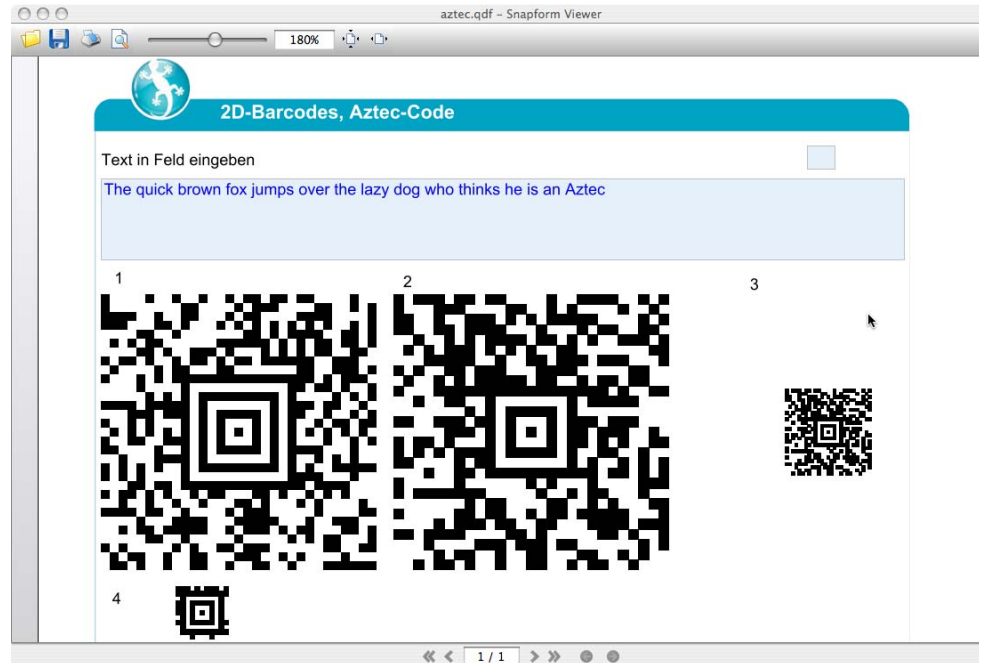 aztec.qdf – Snapform Viewer
180%
2D-Barcodes, Aztec-Code
Text in Feld eingeben
The quick brown fox jumps over the lazy dog who thinks he is an Aztec
1
2
3
4
1 / 1